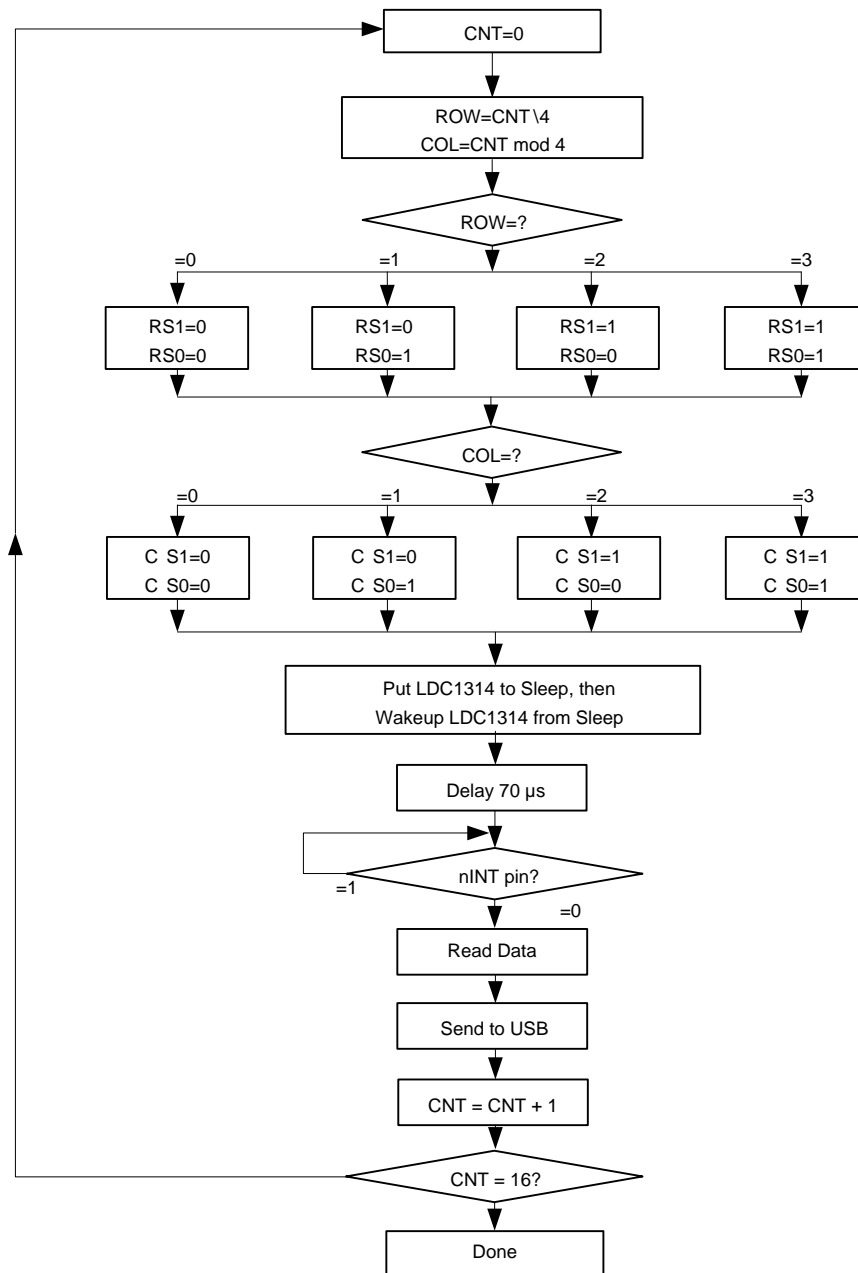 CNT=0
ROW=CNT \4
COL=CNT mod 4
ROW=?
=0
=1
=2
=3
RS1=0
RS0=0
RS1=0
RS0=1
RS1=1
RS0=0
RS1=1
RS0=1
COL=?
=0
=1
=2
=3
C S1=0
C S0=0
C S1=0
C S0=1
C S1=1
C S0=0
C S1=1
C S0=1
Put LDC1314 to Sleep, then
Wakeup LDC1314 from Sleep
Delay 70 µs
nINT pin?
=1
=0
Read Data
Send to USB
CNT = CNT + 1
CNT = 16?
Done